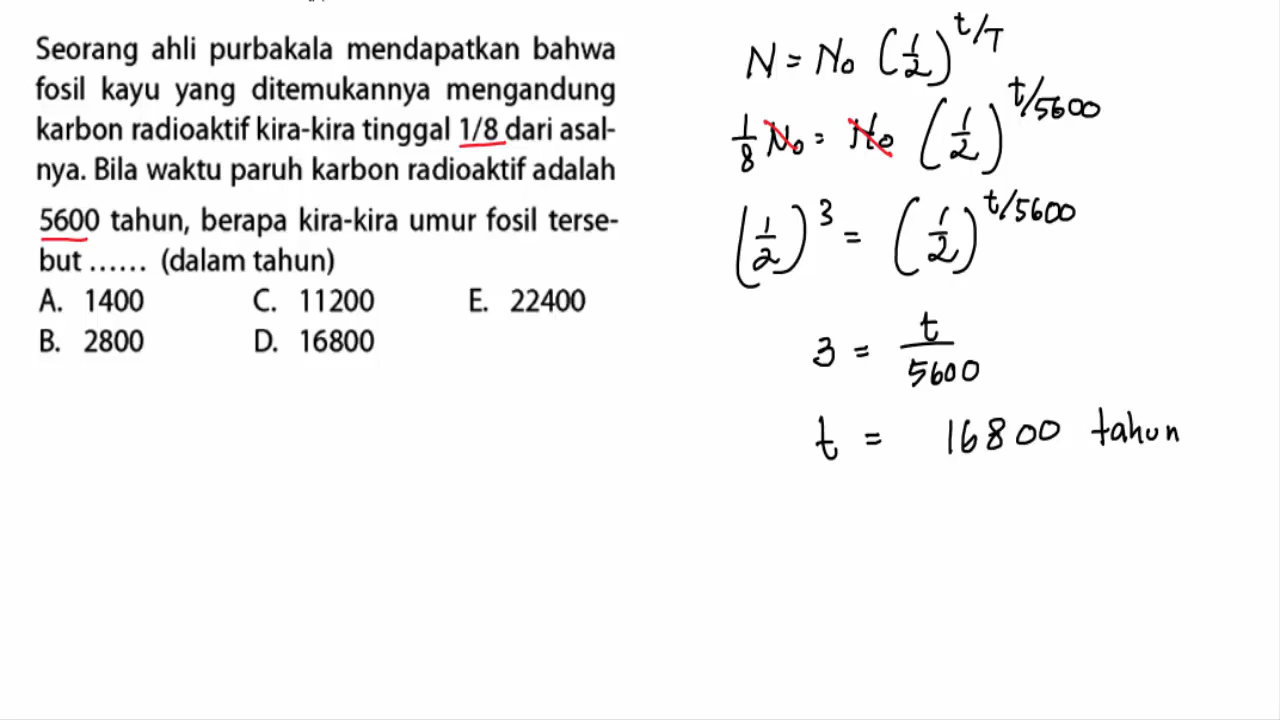 Seorang ahli purbakala mendapatkan bahwa
fosil kayu yang ditemukannya mengandung
karbon radioaktif kira-kira tinggal 1/8 dari asal-
nya. Bila waktu paruh karbon radioaktif adalah
5600 tahun, berapa kira-kira umur fosil terse-
but ...... (dalam tahun)
A. 1400 C. 11200 E. 22400
B. 2800 D. 16800
N = No (1/2)^t/T
1/8 No = No (1/2)^t/5600
(1/2)^3 = (1/2)^t/5600
3 = t/5600
t = 16800 tahun